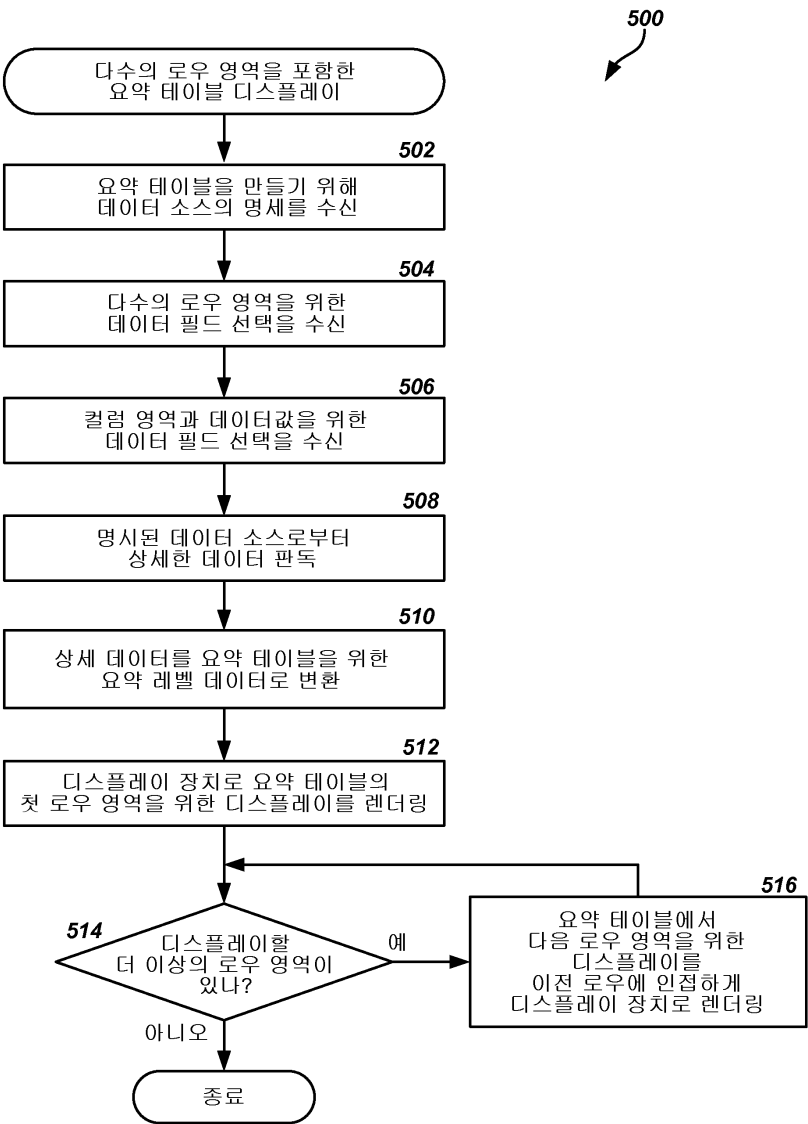 500
다수의 로우 영역을 포함한
요약 테이블 디스플레이
502
요약 테이블을 만들기 위해
데이터 소스의 명세를 수신
504
다수의 로우 영역을 위한
데이터 필드 선택을 수신
506
컬럼 영역과 데이터값을 위한
데이터 필드 선택을 수신
508
명시된 데이터 소스로부터
상세한 데이터 판독
510
상세 데이터를 요약 테이블을 위한
요약 레벨 데이터로 변환
512
디스플레이 장치로 요약 테이블의
첫 로우 영역을 위한 디스플레이를 렌더링
514
디스플레이할
더 이상의 로우 영역이
있나?
예
516
요약 테이블에서
다음 로우 영역을 위한
디스플레이를
이전 로우에 인접하게
디스플레이 장치로 렌더링
아니오
종료